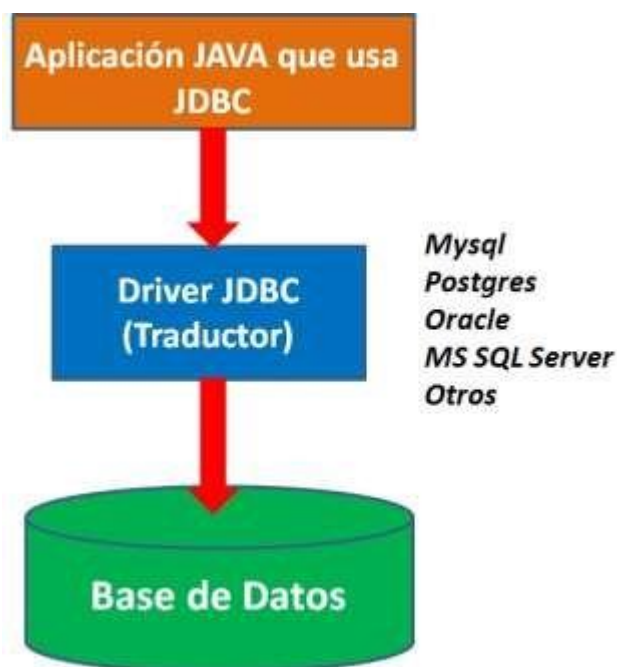 Aplicación JAVA que usa
JDBC
Driver JDBC
(Traductor)
Mysql
Postgres
Oracle
MS SQL Server
Otros
Base de Datos